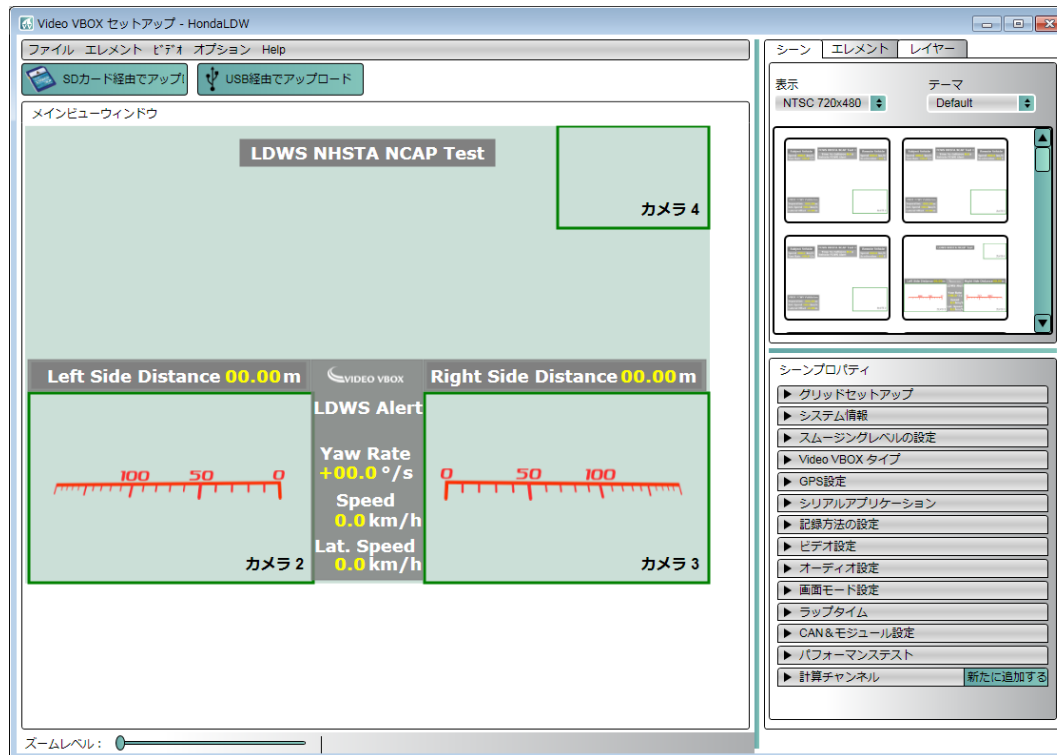 Video VBOX セットアップ - HondaLDW
ファイル エレメント ビデオ オプション Help
SDカード経由でアップ
USB経由でアップロード
メインビューウィンドウ
LDWS NHSTA NCAP Test
カメラ 4
Left Side Distance 00.00 m
VIDEO VBOX
Right Side Distance 00.00 m
LDWS Alert
Yaw Rate
+00.0 °/s
Speed
0.0 km/h
Lat. Speed
0.0 km/h
100 50 0
カメラ 2
0 50 100
カメラ 3
ズームレベル :
シーン エレメント レイヤー
表示 テーマ
NTSC 720x480 Default
シーンプロパティ
グリッドセットアップ
システム情報
スムージングレベルの設定
Video VBOX タイプ
GPS設定
シリアルアプリケーション
記録方法の設定
ビデオ設定
オーディオ設定
画面モード設定
ラップタイム
CAN＆モジュール設定
パフォーマンステスト
計算チャンネル 新たに追加する